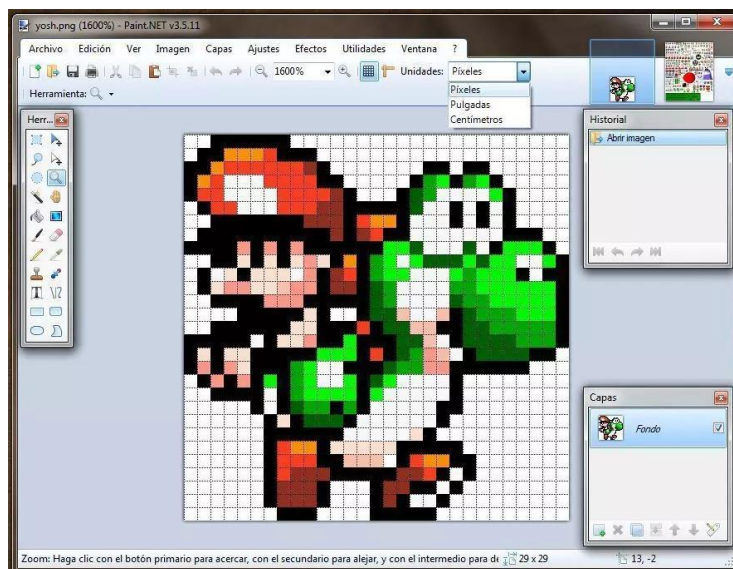 yosh.png (1600%) - Paint.NET v3.5.11
Archivo Edición Ver Imagen Capas Ajustes Efectos Utilidades Ventana ?
1600% Unidades: Píxeles
Herramienta:
Píxeles
Pulgadas
Centímetros
Herr...
Historial
Abrir imagen
Capas
Fondo
Zoom: Haga clic con el botón primario para acercar, con el secundario para alejar, y con el intermedio para de 29 x 29 13, -2